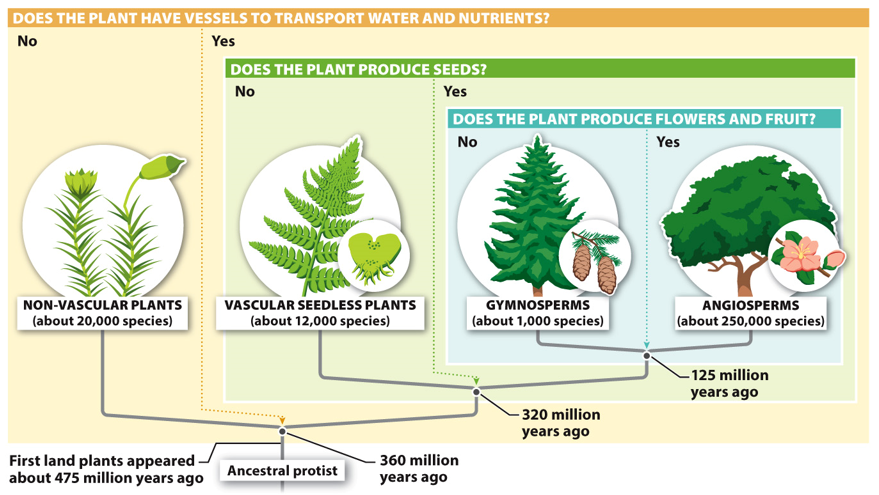 DOES THE PLANT HAVE VESSELS TO TRANSPORT WATER AND NUTRIENTS?
No
Yes
DOES THE PLANT PRODUCE SEEDS?
No
Yes
DOES THE PLANT PRODUCE FLOWERS AND FRUIT?
No
Yes
NON-VASCULAR PLANTS
(about 20,000 species)
VASCULAR SEEDLESS PLANTS
(about 12,000 species)
GYMNOSPERMS
(about 1,000 species)
ANGIOSPERMS
(about 250,000 species)
125 million
years ago
320 million
years ago
360 million
years ago
First land plants appeared
about 475 million years ago
Ancestral protist